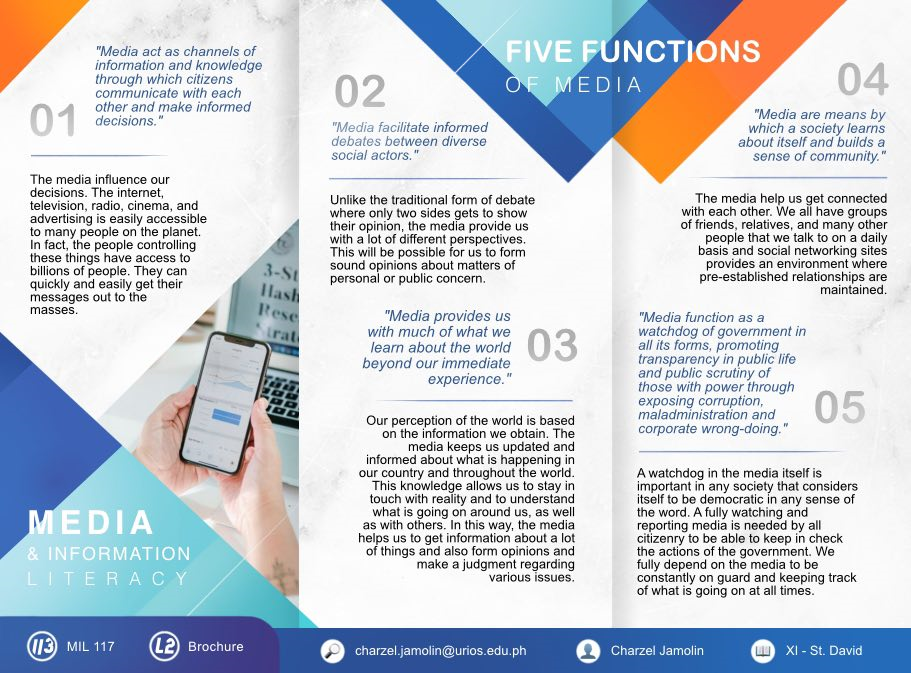 "Media act as channels of
information and knowledge
through which citizens
communicate with each
other and make informed
decisions."
01
The media influence our
decisions. The internet,
television, radio, cinema, and
advertising is easily accessible
to many people on the planet.
In fact, the people controlling
these things have access to
billions of people. They can
quickly and easily get their
messages out to the
masses.
MEDIA
& INFORMATION
LITERACY
FIVE FUNCTIONS
OF MEDIA
02
"Media facilitate informed
debates between diverse
social actors."
Unlike the traditional form of debate
where only two sides gets to show
their opinion, the media provide us
with a lot of different perspectives.
This will be possible for us to form
sound opinions about matters of
personal or public concern.
"Media provides us
with much of what we
learn about the world
beyond our immediate
experience."
03
Our perception of the world is based
on the information we obtain. The
media keeps us updated and
informed about what is happening in
our country and throughout the world.
This knowledge allows us to stay in
touch with reality and to understand
what is going on around us, as well
as with others. In this way, the media
helps us to get information about a lot
of things and also form opinions and
make a judgment regarding
various issues.
04
"Media are means by
which a society learns
about itself and builds a
sense of community."
The media help us get connected
with each other. We all have groups
of friends, relatives, and many other
people that we talk to on a daily
basis and social networking sites
provides an environment where
pre-established relationships are
maintained.
"Media function as a
watchdog of government in
all its forms, promoting
transparency in public life
and public scrutiny of
those with power through
exposing corruption,
maladministration and
corporate wrong-doing."
05
A watchdog in the media itself is
important in any society that considers
itself to be democratic in any sense of
the word. A fully watching and
reporting media is needed by all
citizenry to be able to keep in check
the actions of the government. We
fully depend on the media to be
constantly on guard and keeping track
of what is going on at all times.
113 MIL 117
L2 Brochure
charzel.jamolin@urios.edu.ph
Charzel Jamolin
XI - St. David